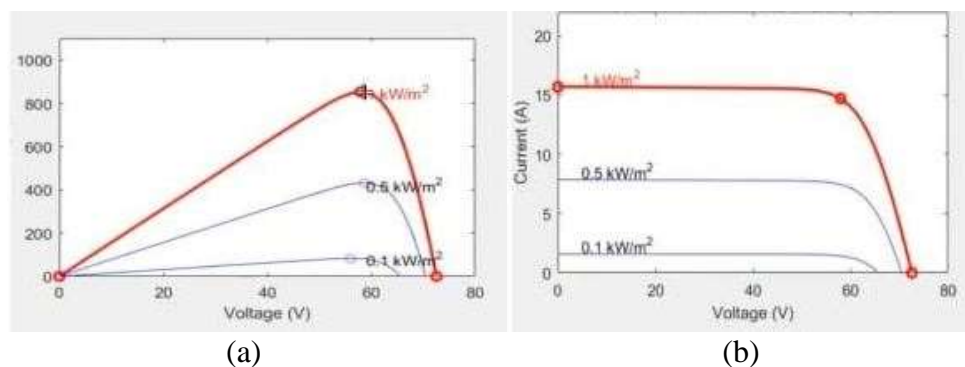 1000
800
600
400
200
0
kW/m²
0.5 kW/m²
0.1 kW/m²
0 20 40 60 80
Voltage (V)
(a)
20
15
10
5
0
Current (A)
1 kW/m²
0.5 kW/m²
0.1 kW/m²
0 20 40 60 80
Voltage (V)
(b)